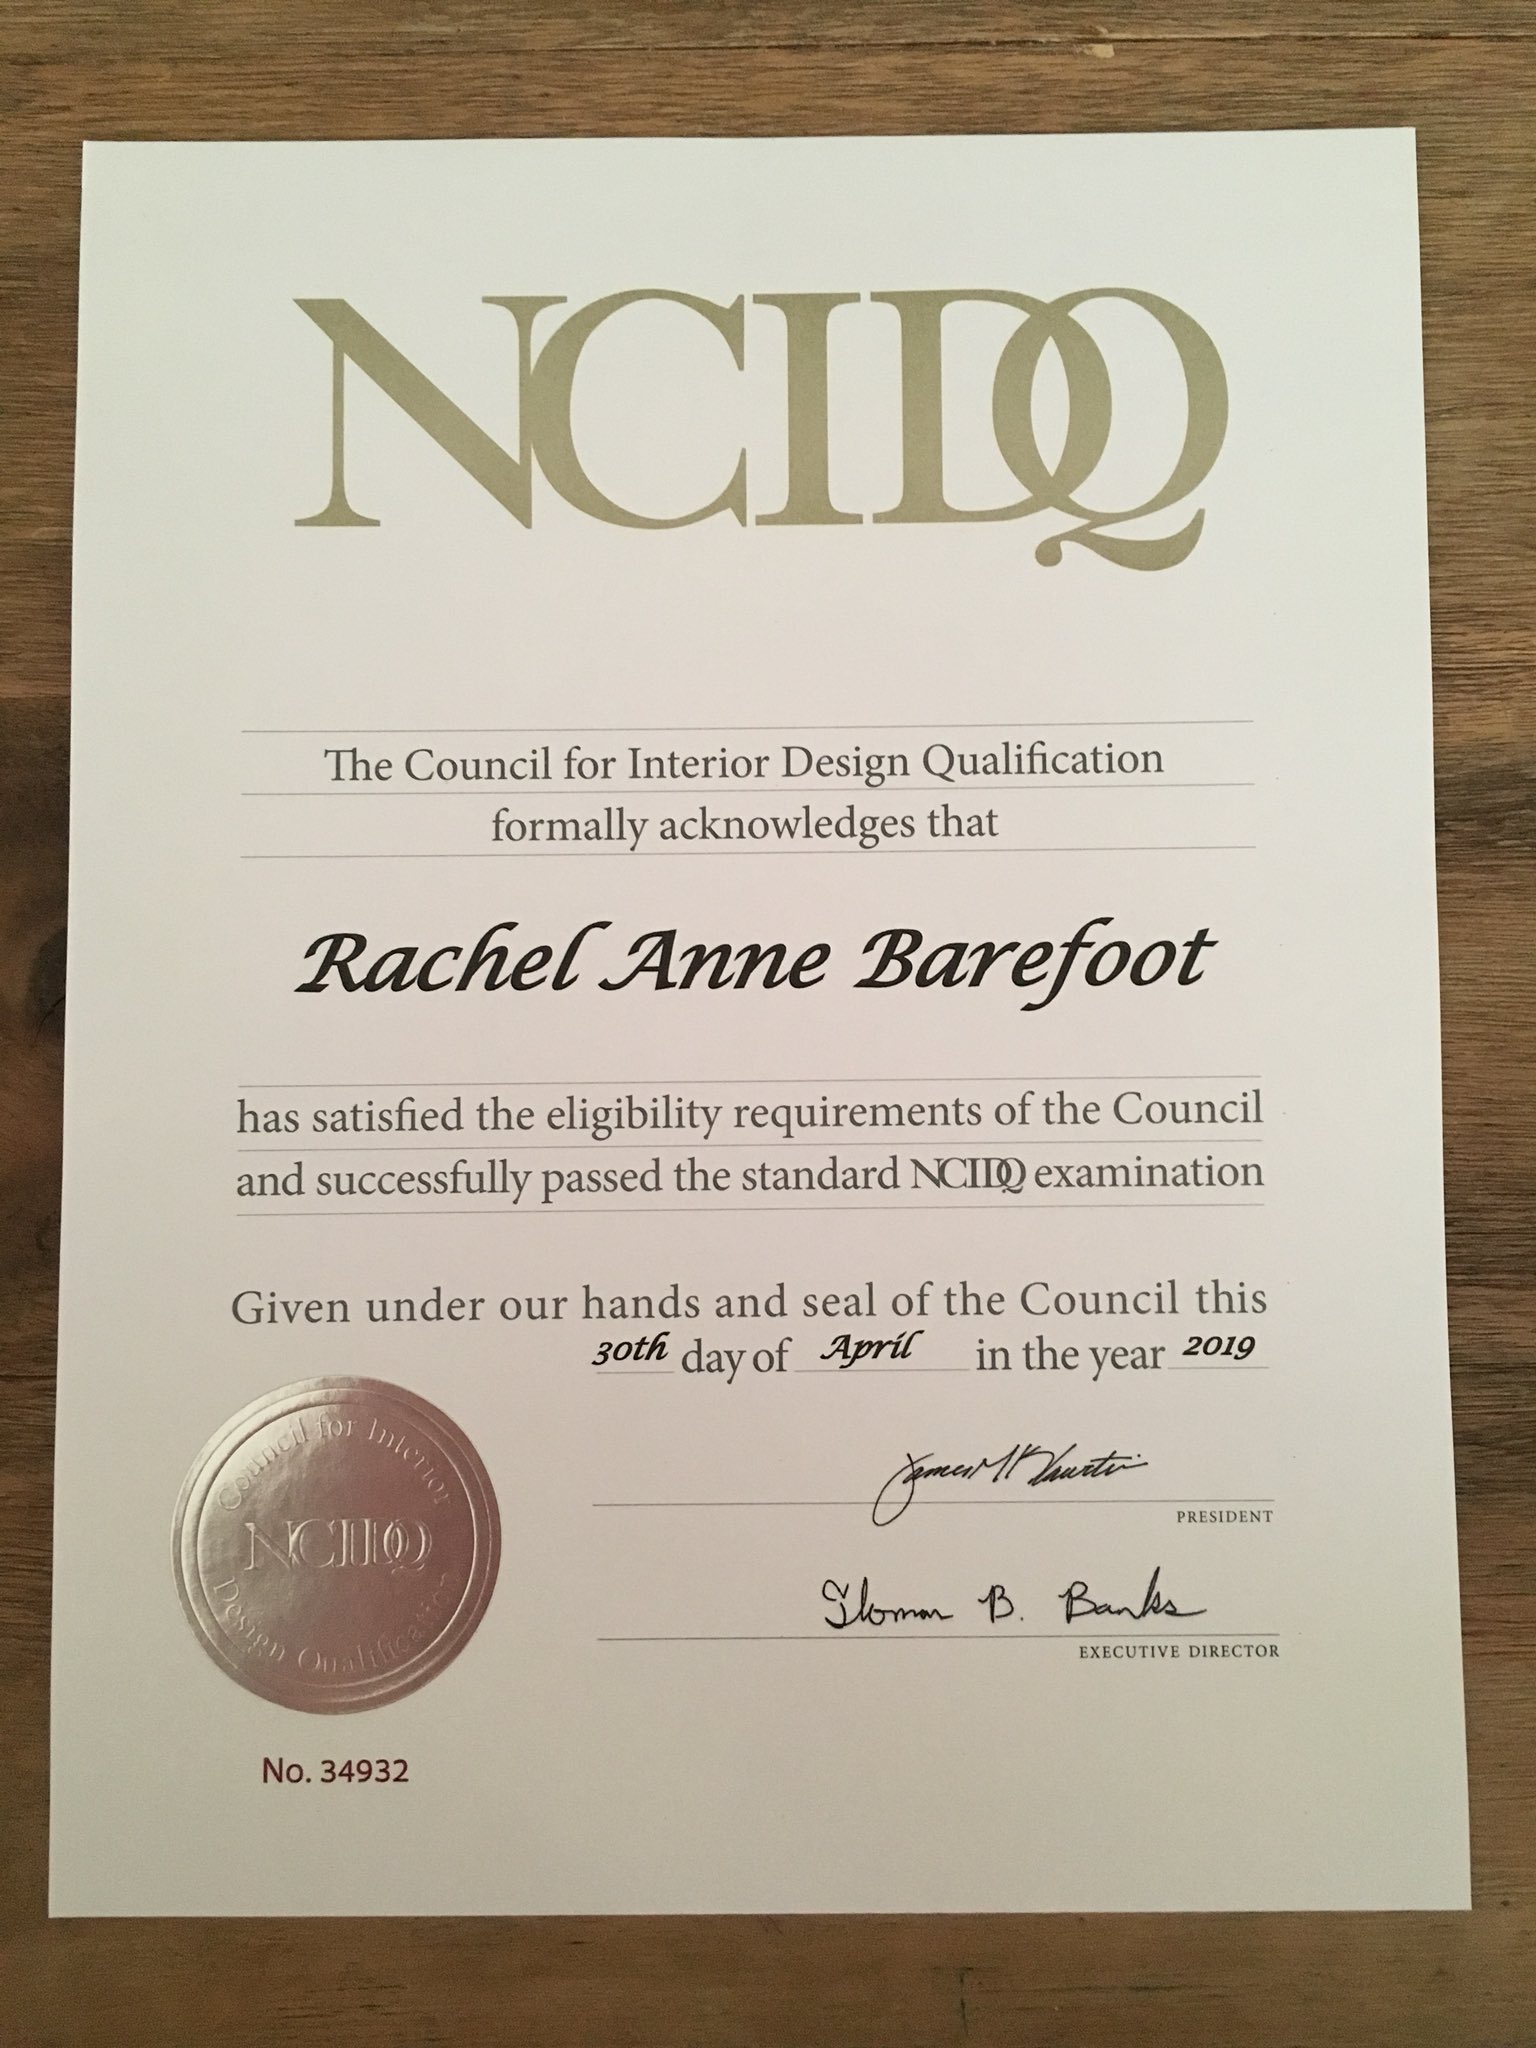 NCIDQ
The Council for Interior Design Qualification
formally acknowledges that
Rachel Anne Barefoot
has satisfied the eligibility requirements of the Council
and successfully passed the standard NCIDQ examination
Given under our hands and seal of the Council this
30th day of April in the year 2019
PRESIDENT
B. Banks
EXECUTIVE DIRECTOR
Council for Interior
NCIDQ
Design Qualification
No. 34932